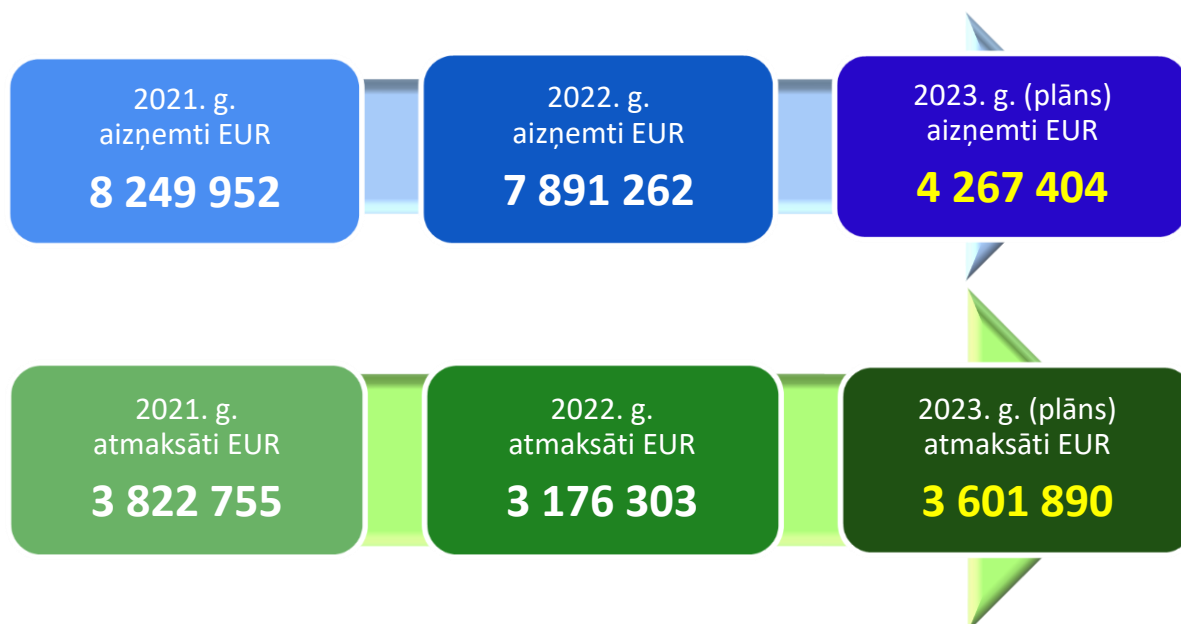 2021. g.
aizņemti EUR
8 249 952
2022. g.
aizņemti EUR
7 891 262
2023. g. (plāns)
aizņemti EUR
4 267 404
2021. g.
atmaksāti EUR
3 822 755
2022. g.
atmaksāti EUR
3 176 303
2023. g. (plāns)
atmaksāti EUR
3 601 890